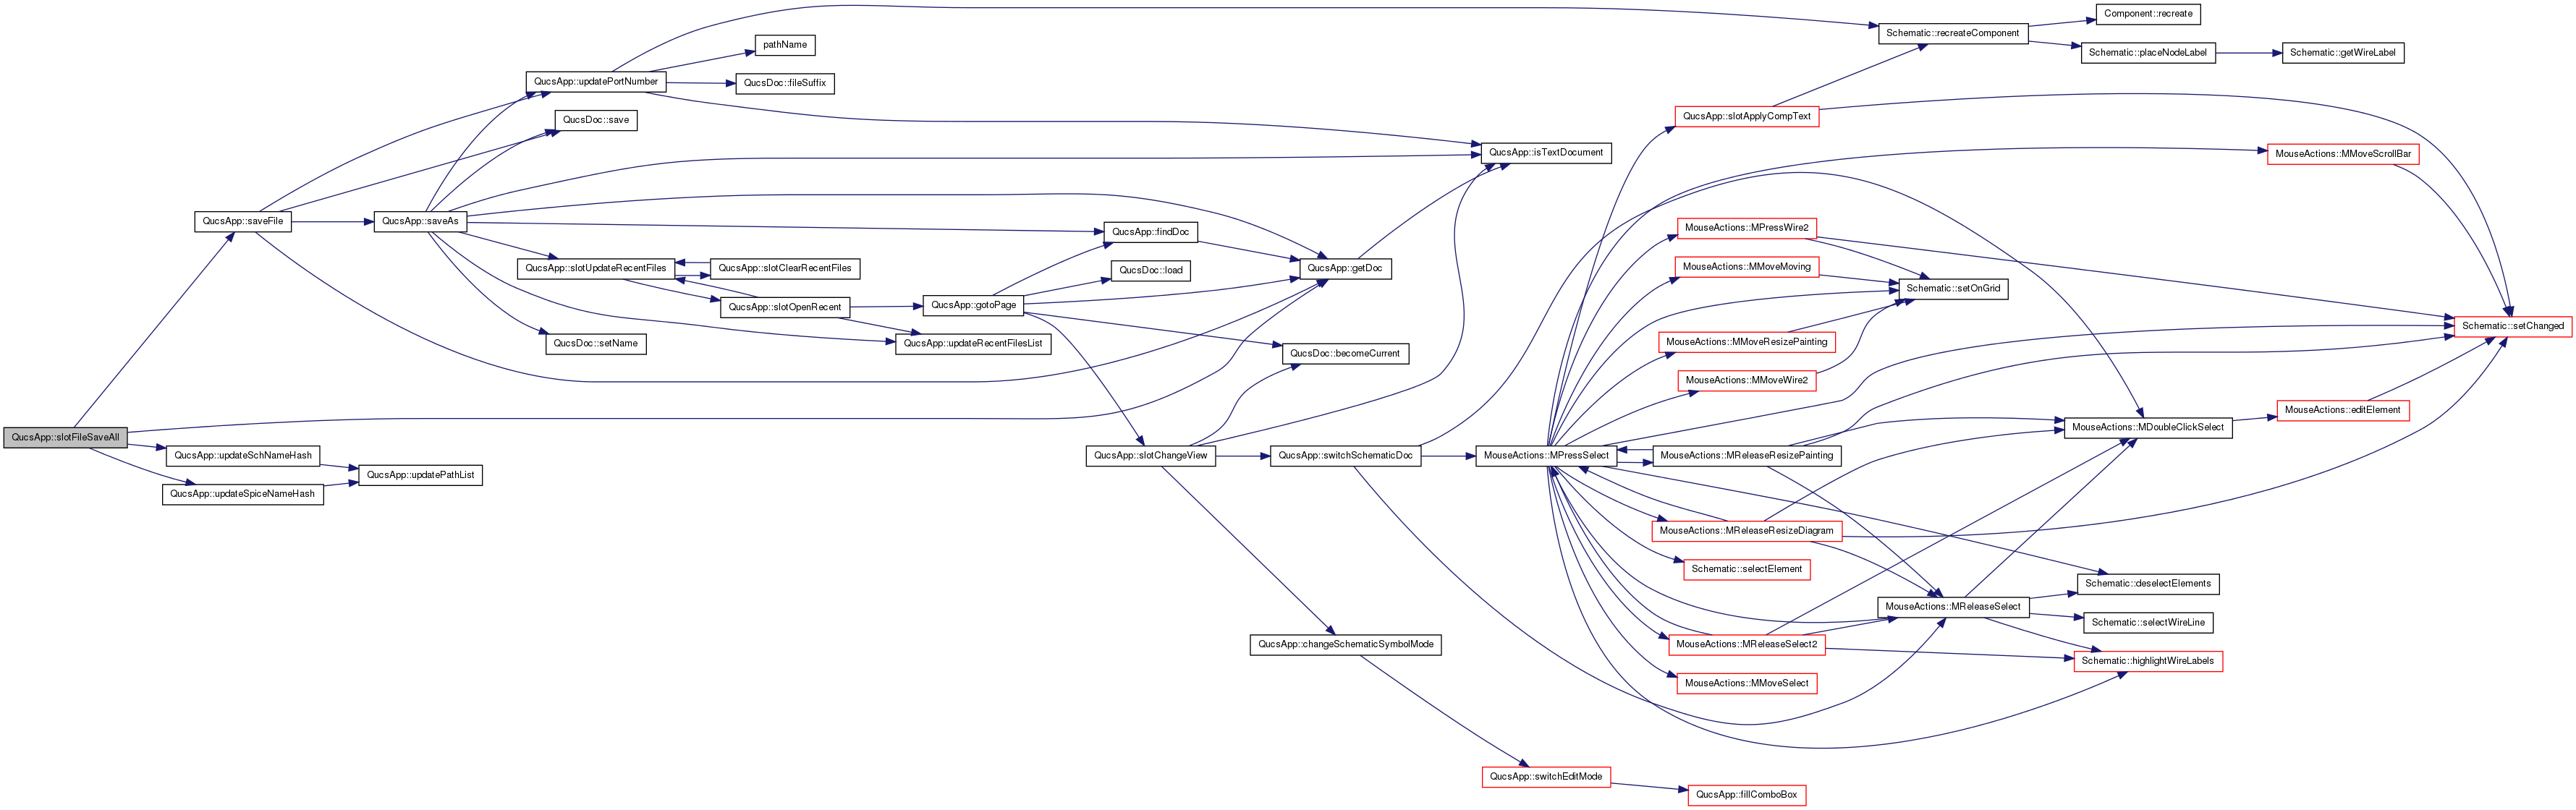 QucsApp::slotFileSaveAll
QucsApp::saveFile
QucsApp::updateSchNameHash
QucsApp::updateSpiceNameHash
QucsApp::updatePathList
QucsApp::saveAs
QucsApp::updatePortNumber
QucsDoc::save
QucsApp::slotUpdateRecentFiles
QucsDoc::setName
pathName
QucsDoc::fileSuffix
QucsApp::slotClearRecentFiles
QucsApp::slotOpenRecent
QucsApp::gotoPage
QucsApp::updateRecentFilesList
QucsApp::findDoc
QucsDoc::load
QucsApp::slotChangeView
QucsApp::getDoc
QucsDoc::becomeCurrent
QucsApp::switchSchematicDoc
QucsApp::changeSchematicSymbolMode
QucsApp::isTextDocument
MouseActions::MPressSelect
QucsApp::switchEditMode
QucsApp::slotApplyCompText
MouseActions::MPressWire2
MouseActions::MMoveMoving
MouseActions::MMoveResizePainting
MouseActions::MMoveWire2
MouseActions::MReleaseResizePainting
MouseActions::MReleaseResizeDiagram
Schematic::selectElement
MouseActions::MReleaseSelect2
MouseActions::MMoveSelect
QucsApp::fillComboBox
Schematic::recreateComponent
Schematic::setOnGrid
MouseActions::MReleaseSelect
Component::recreate
Schematic::placeNodeLabel
MouseActions::MDoubleClickSelect
Schematic::deselectElements
Schematic::selectWireLine
Schematic::highlightWireLabels
Schematic::getWireLabel
MouseActions::MMoveScrollBar
MouseActions::editElement
Schematic::setChanged